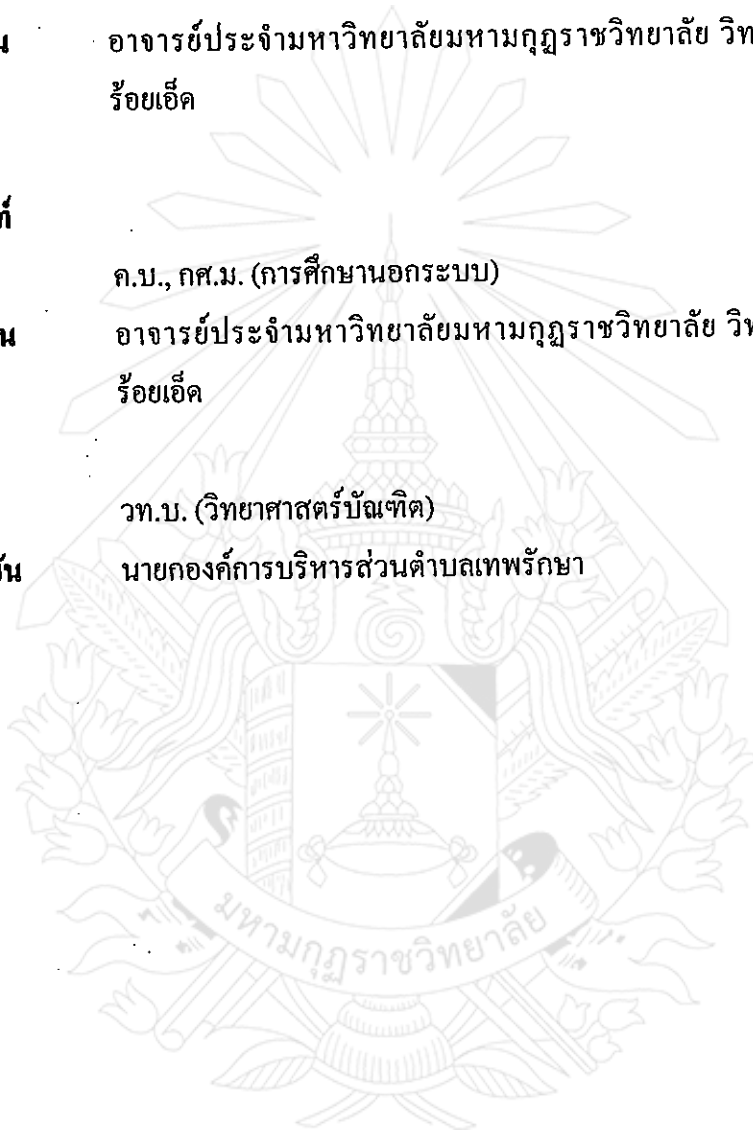 น อาจารย์ประจำมหาวิทยาลัยมหามกุฏราชวิทยาลัย วิท
ร้อยเอ็ด
ค.บ., กศ.ม. (การศึกษานอกระบบ)
น อาจารย์ประจำมหาวิทยาลัยมหามกุฏราชวิทยาลัย วิท
ร้อยเอ็ด
วท.บ. (วิทยาศาสตร์บัณฑิต)
ัน นายกองค์การบริหารส่วนตำบลเทพรักษา
มหามกุฏราชวิทยาลัย